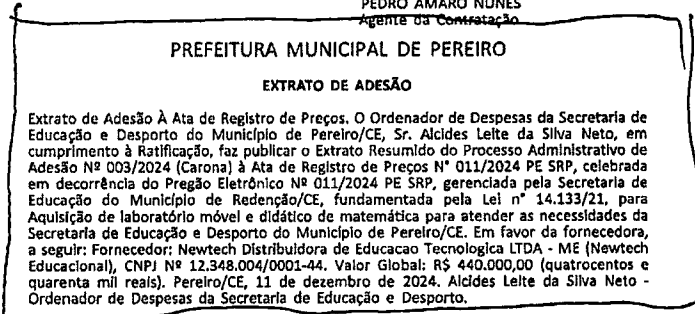 PEDRO AMARO NUNES
Agente da Contratação
PREFEITURA MUNICIPAL DE PEREIRO
EXTRATO DE ADESÃO
Extrato de Adesão À Ata de Registro de Preços. O Ordenador de Despesas da Secretaria de
Educação e Desporto do Município de Pereiro/CE, Sr. Alcides Leite da Silva Neto, em
cumprimento à Ratificação, faz publicar o Extrato Resumido do Processo Administrativo de
Adesão Nº 003/2024 (Carona) à Ata de Registro de Preços N° 011/2024 PE SRP, celebrada
em decorrência do Pregão Eletrônico Nº 011/2024 PE SRP, gerenciada pela Secretaria de
Educação do Município de Redenção/CE, fundamentada pela Lei n° 14.133/21, para
Aquisição de laboratório móvel e didático de matemática para atender as necessidades da
Secretaria de Educação e Desporto do Município de Pereiro/CE. Em favor da fornecedora,
a seguir: Fornecedor: Newtech Distribuidora de Educacao Tecnologica LTDA - ME (Newtech
Educacional), CNPJ Nº 12.348.004/0001-44. Valor Global: R$ 440.000,00 (quatrocentos e
quarenta mil reais). Pereiro/CE, 11 de dezembro de 2024. Alcides Leite da Silva Neto -
Ordenador de Despesas da Secretaria de Educação e Desporto.